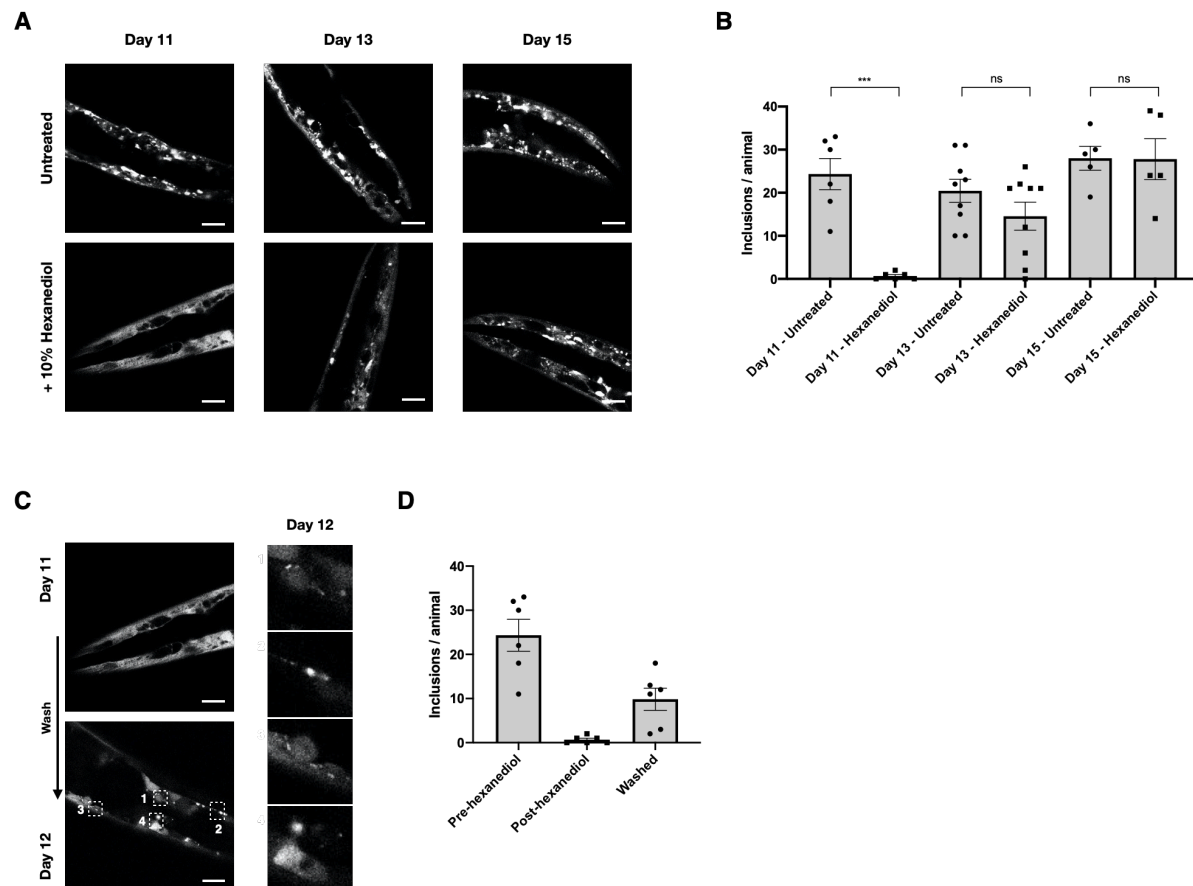 A
Day 11
Day 13
Day 15
Untreated
+ 10% Hexanediol
B
*** ns ns
Inclusions / animal
40
30
20
10
0
Day 11 - Untreated
Day 11 - Hexanediol
Day 13 - Untreated
Day 13 - Hexanediol
Day 15 - Untreated
Day 15 - Hexanediol
C
Day 12
Day 11
Wash
Day 12
1
2
3
4
1
2
3
D
Inclusions / animal
40
30
20
10
0
Pre-hexanediol
Post-hexanediol
Washed